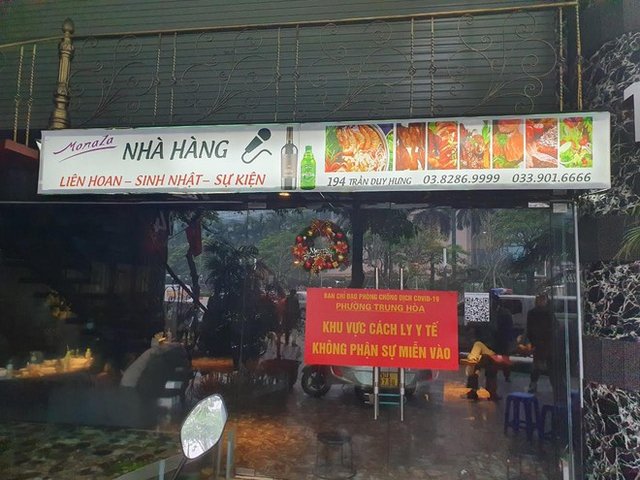 Monaza
NHÀ HÀNG
LIÊN HOAN – SINH NHẬT – SỰ KIỆN
194 TRẦN DUY HƯNG 03.8286.9999 033.901.6666
BAN CHỈ ĐẠO PHÒNG CHỐNG DỊCH COVID-19
PHƯỜNG TRUNG HÒA
KHU VỰC CÁCH LY Y TẾ
KHÔNG PHẬN SỰ MIỄN VÀO